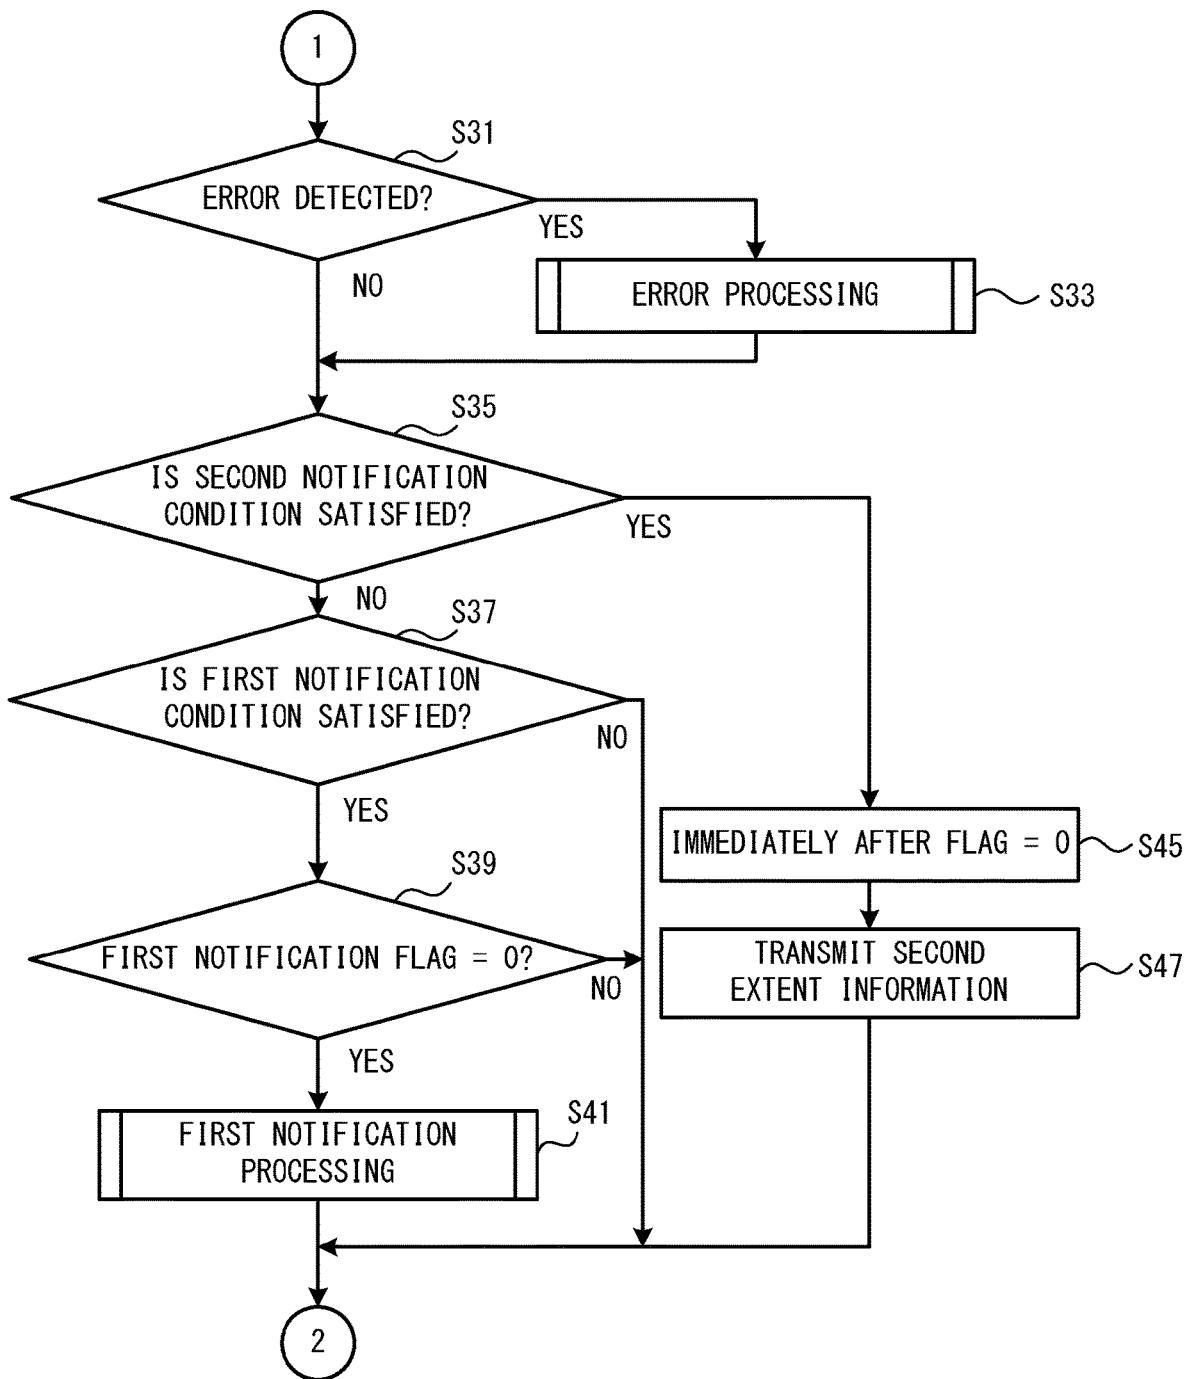 1
S31
ERROR DETECTED?
YES
NO
ERROR PROCESSING
S33
S35
IS SECOND NOTIFICATION
CONDITION SATISFIED?
YES
NO
S37
IS FIRST NOTIFICATION
CONDITION SATISFIED?
NO
YES
IMMEDIATELY AFTER FLAG = 0
S45
S39
FIRST NOTIFICATION FLAG = 0?
NO
TRANSMIT SECOND
EXTENT INFORMATION
S47
YES
S41
FIRST NOTIFICATION
PROCESSING
2